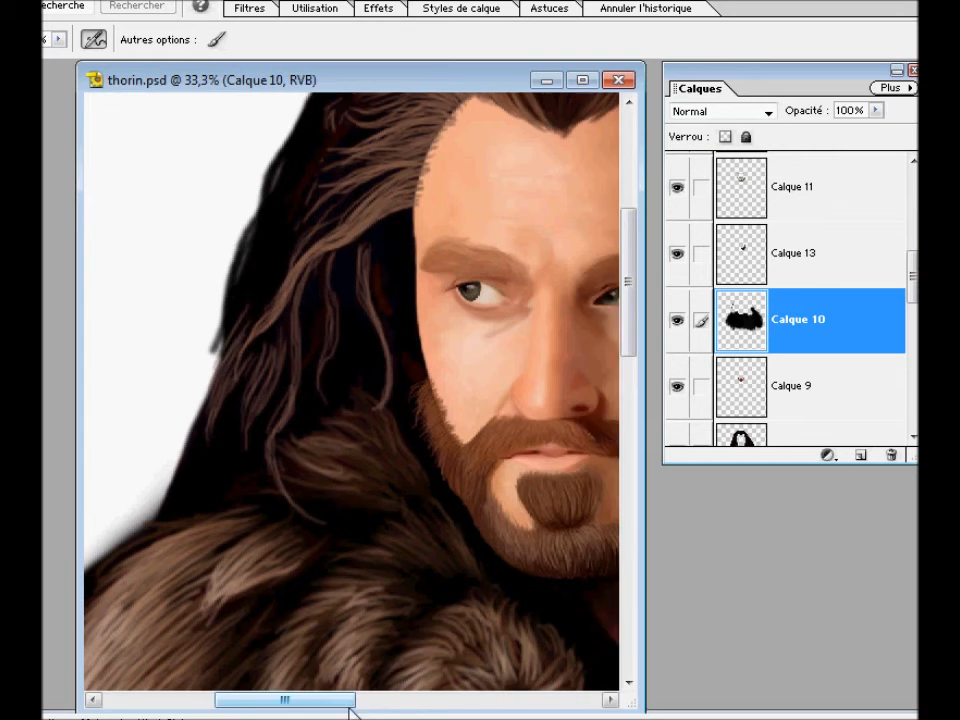 echerche Rechercher Filtres Utilisation Effets Styles de calque Astuces Annuler l'historique
% Autres options :
thorin.psd @ 33,3% (Calque 10, RVB)
Calques Plus
Normal Opacité : 100%
Verrou :
Calque 11
Calque 13
Calque 10
Calque 9